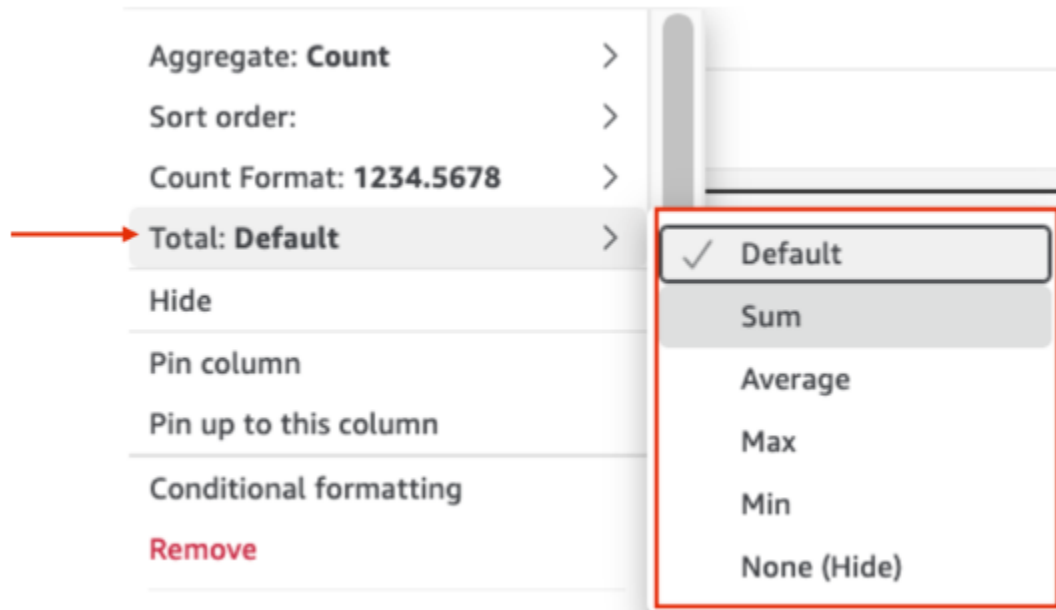 Aggregate: Count
Sort order:
Count Format: 1234.5678
Total: Default
Hide
Pin column
Pin up to this column
Conditional formatting
Remove
Default
Sum
Average
Max
Min
None (Hide)